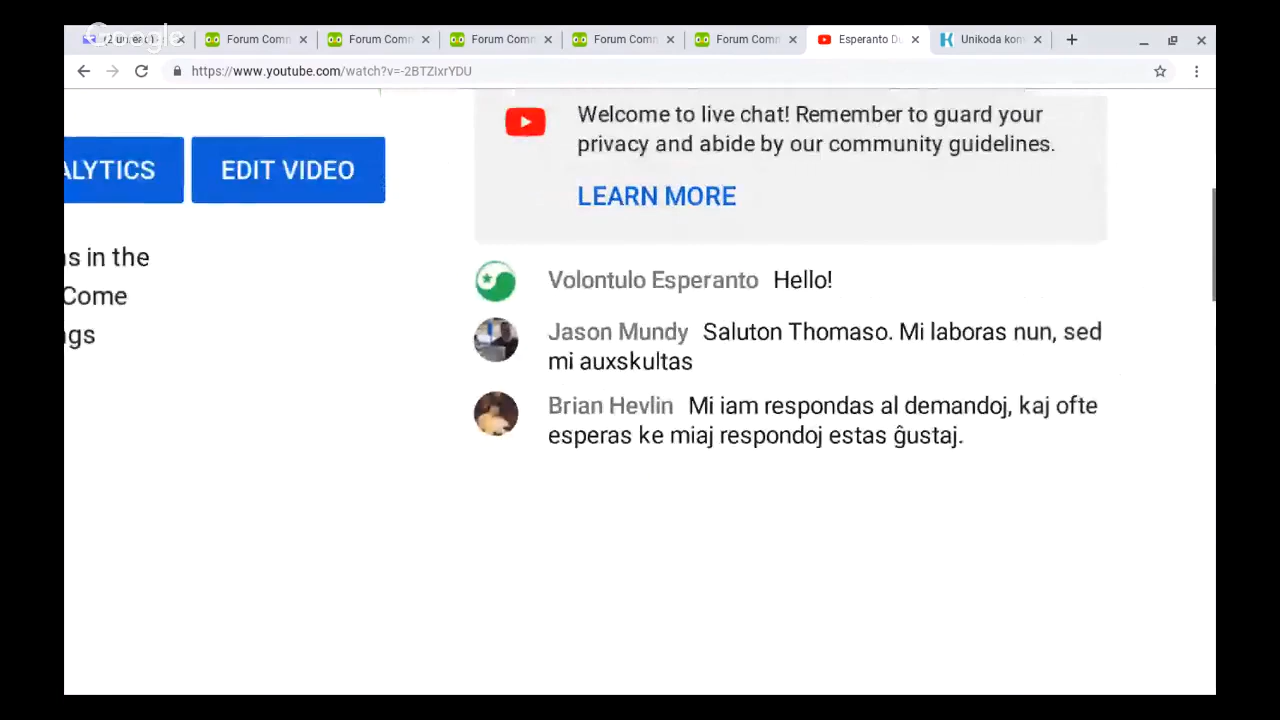 Google
Forum Comm
Forum Comm
Forum Comm
Forum Comm
Forum Comm
Esperanto Du
Unikoda kon
https://www.youtube.com/watch?v=-2BTZIxrYDU
Welcome to live chat! Remember to guard your
privacy and abide by our community guidelines.
LEARN MORE
ALYTICS
EDIT VIDEO
in the
Come
Volontulo Esperanto Hello!
Jason Mundy Saluton Thomaso. Mi laboras nun, sed
mi auxskultas
Brian Hevlin Mi iam respondas al demandoj, kaj ofte
esperas ke miaj respondoj estas ĝustaj.